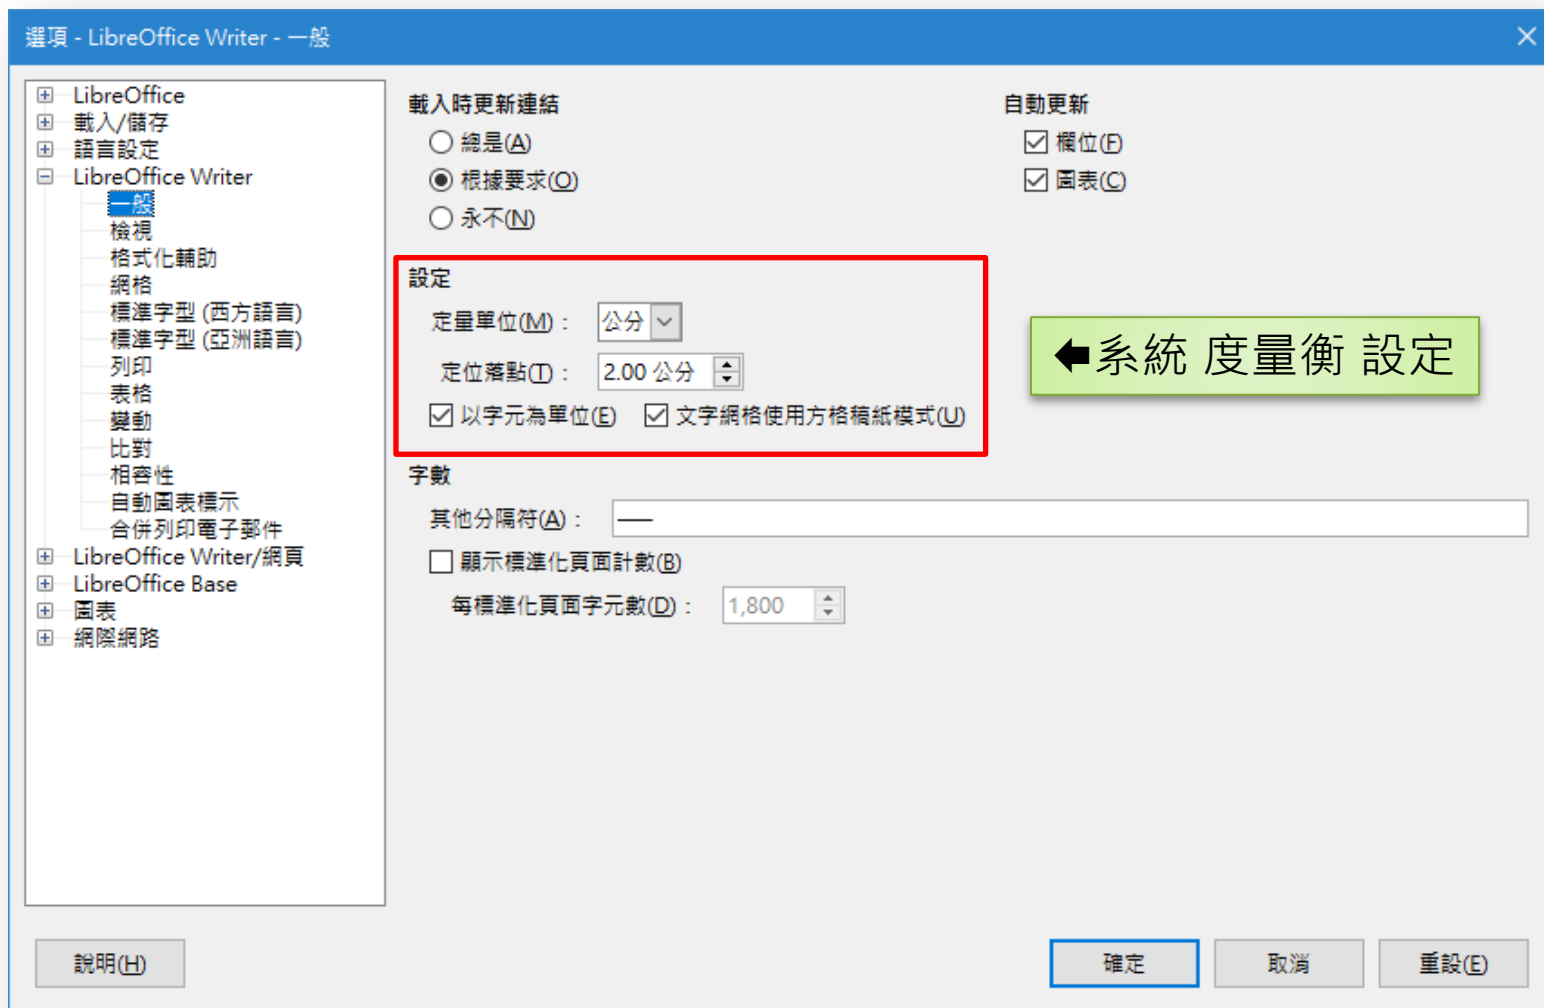 選項 - LibreOffice Writer - 一般
LibreOffice
載入/儲存
語言設定
LibreOffice Writer
一般
檢視
格式化輔助
網格
標準字型 (西方語言)
標準字型 (亞洲語言)
列印
表格
變動
比對
相容性
自動圖表標示
合併列印電子郵件
LibreOffice Writer/網頁
LibreOffice Base
圖表
網際網路
載入時更新連結
總是(A)
根據要求(O)
永不(N)
自動更新
欄位(F)
圖表(C)
設定
定量單位(M)： 公分
定位落點(T)： 2.00 公分
以字元為單位(E) 文字網格使用方格稿紙模式(U)
🡄系統 度量衡 設定
字數
其他分隔符(A)： —
顯示標準化頁面計數(B)
每標準化頁面字元數(D)： 1,800
說明(H) 確定 取消 重設(E)